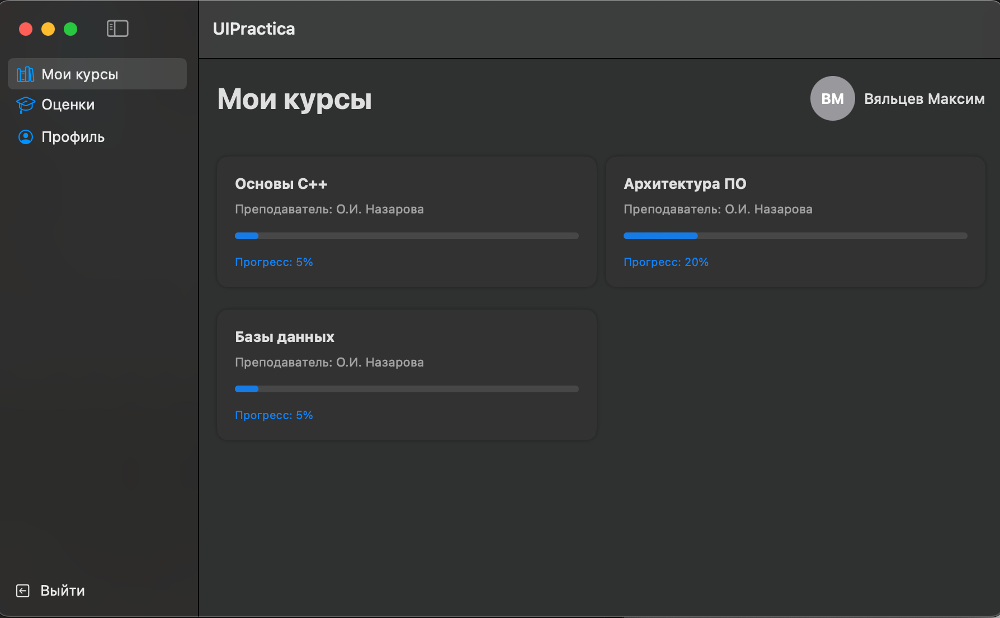 UIPractica
Мои курсы
Оценки
Профиль
Выйти
Мои курсы
ВМ
Вяльцев Максим
Основы C++
Преподаватель: О.И. Назарова
Прогресс: 5%
Архитектура ПО
Преподаватель: О.И. Назарова
Прогресс: 20%
Базы данных
Преподаватель: О.И. Назарова
Прогресс: 5%